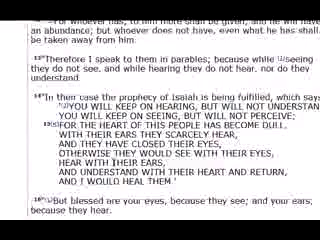 For whoever has, to him more shall be given, and he will have
an abundance; but whoever does not have, even what he has shall
be taken away from him.
13 "Therefore I speak to them in parables; because while seeing
they do not see, and while hearing they do not hear, nor do they
understand
14 "In their case the prophecy of Isaiah is being fulfilled, which says
'YOU WILL KEEP ON HEARING, BUT WILL NOT UNDERSTAN
YOU WILL KEEP ON SEEING, BUT WILL NOT PERCEIVE;
15 FOR THE HEART OF THIS PEOPLE HAS BECOME DULL,
WITH THEIR EARS THEY SCARCELY HEAR,
AND THEY HAVE CLOSED THEIR EYES,
OTHERWISE THEY WOULD SEE WITH THEIR EYES,
HEAR WITH THEIR EARS,
AND UNDERSTAND WITH THEIR HEART AND RETURN,
AND I WOULD HEAL THEM.'
16 "But blessed are your eyes, because they see; and your ears,
because they hear.